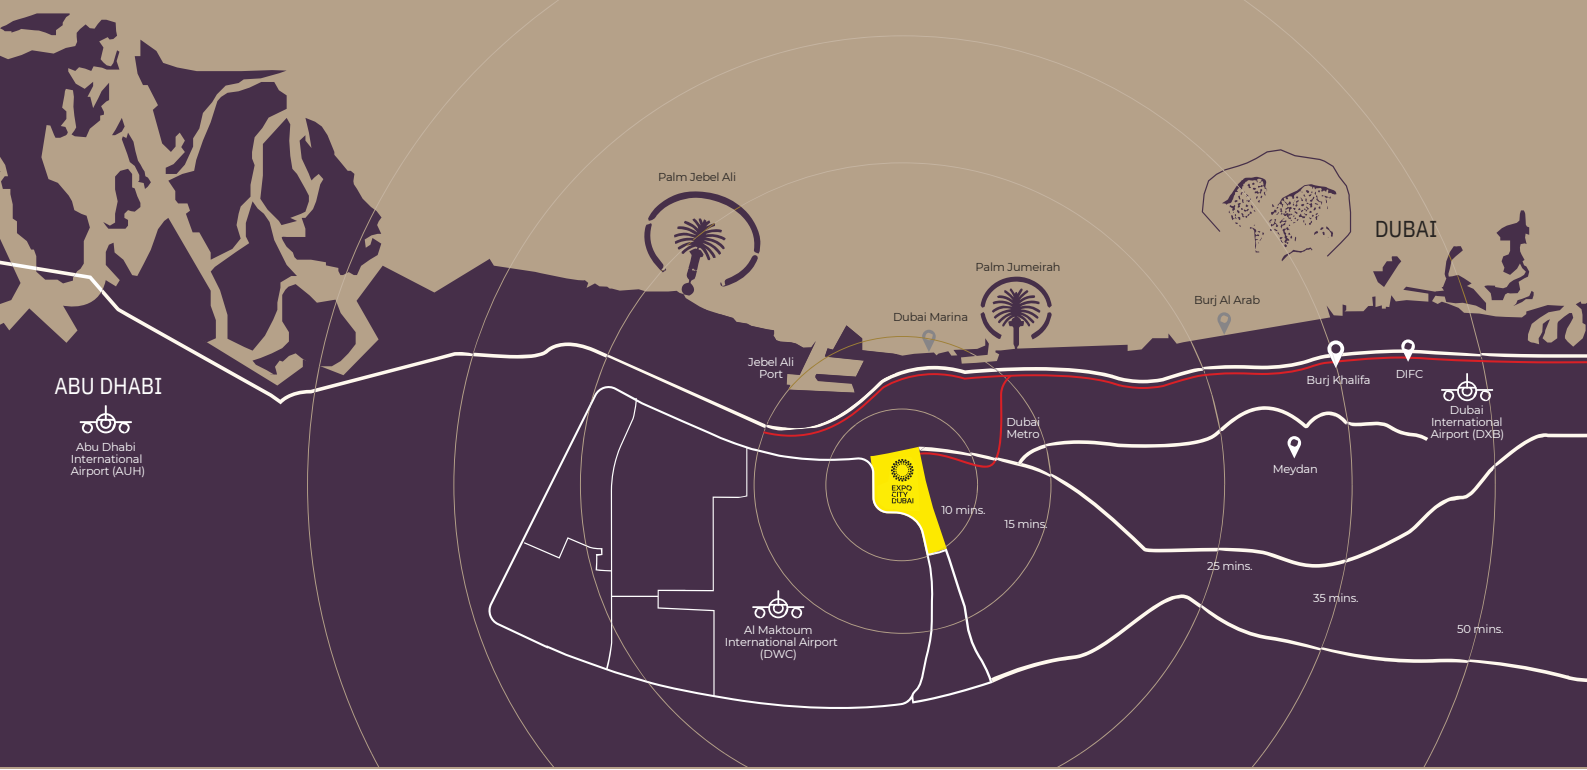 Palm Jebel Ali
DUBAI
Palm Jumeirah
Burj Al Arab
Dubai Marina
Jebel Ali
Port
Burj Khalifa
DIFC
ABU DHABI
Abu Dhabi
International
Airport (AUH)
Dubai
International
Airport (DXB)
Dubai
Metro
Meydan
EXPO
CITY
DUBAI
10 mins.
15 mins.
25 mins.
35 mins.
50 mins.
Al Maktoum
International Airport
(DWC)